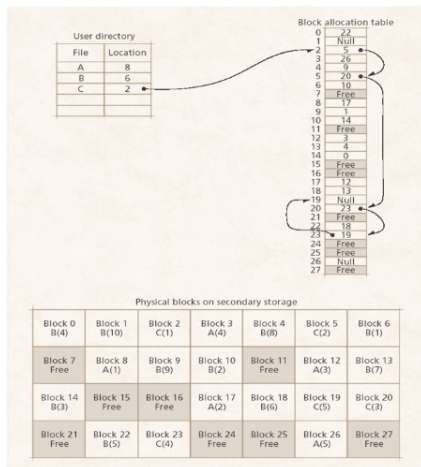 Block allocation table
User directory
File Location
A 8
B 6
C 2
0 22
1 Null
2 5
3 26
4 9
5 20
6 10
7 Free
8 17
9 1
10 14
11 Free
12 3
13 4
14 0
15 Free
16 Free
17 12
18 13
19 Null
20 23
21 Free
22 18
23 19
24 Free
25 Free
26 Null
27 Free
Physical blocks on secondary storage
Block 0 Block 1 Block 2 Block 3 Block 4 Block 5 Block 6
B(4) B(10) C(1) A(4) B(8) C(2) B(1)
Block 7 Block 8 Block 9 Block 10 Block 11 Block 12 Block 13
Free A(1) B(9) B(2) Free A(3) B(7)
Block 14 Block 15 Block 16 Block 17 Block 18 Block 19 Block 20
B(3) Free Free A(2) B(6) C(5) C(3)
Block 21 Block 22 Block 23 Block 24 Block 25 Block 26 Block 27
Free B(5) C(4) Free Free A(5) Free